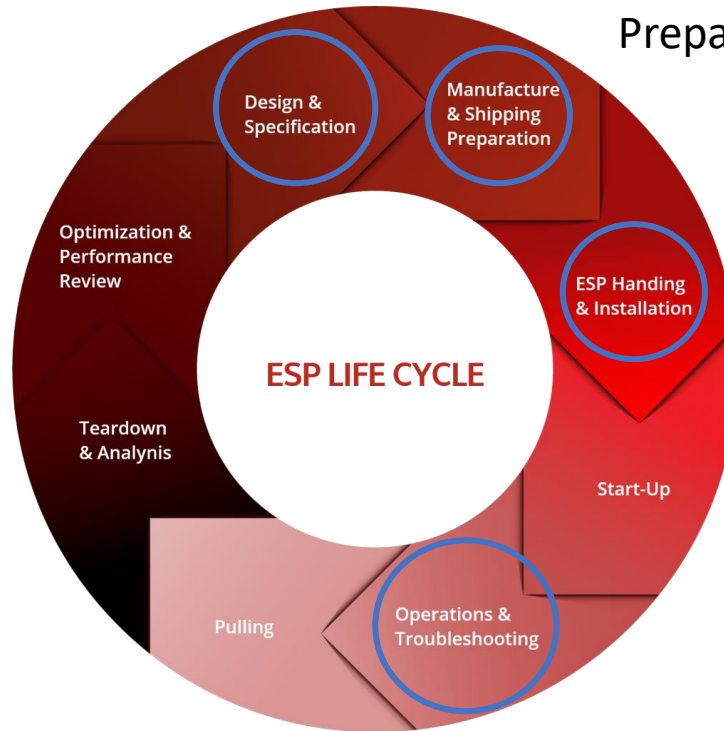 Prepa
Design &
Specification
Manufacture
& Shipping
Preparation
ESP Handing
& Installation
Start-Up
Operations &
Troubleshooting
Pulling
Teardown
& Analynis
Optimization &
Performance
Review
ESP LIFE CYCLE